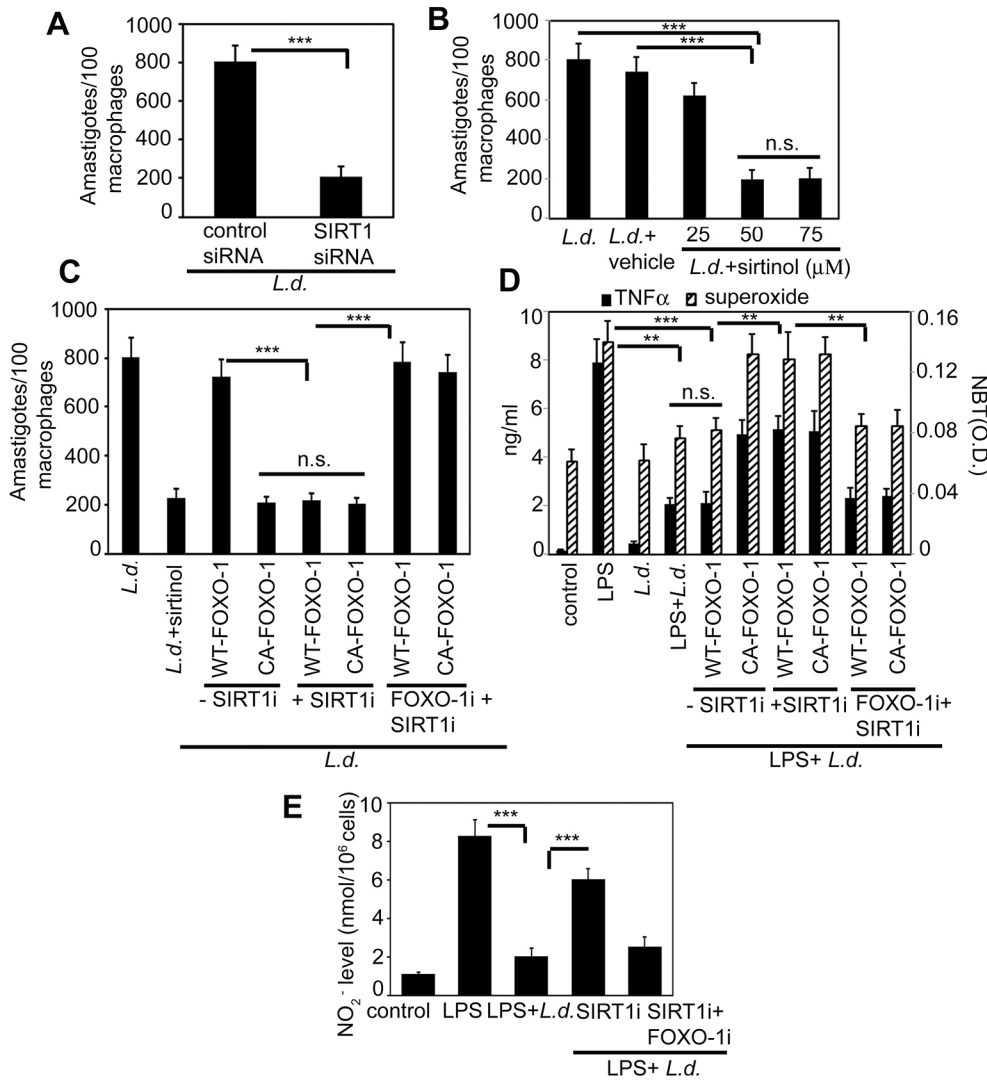 A
Amastigotes/100
macrophages
1000
800
600
400
200
0
***
control
siRNA
SIRT1
siRNA
L.d.
B
Amastigotes/100
macrophages
1000
800
600
400
200
0
***
***
n.s.
L.d.
L.d.+
vehicle
25 50 75
L.d.+sirtinol (μM)
C
Amastigotes/100
macrophages
1000
800
600
400
200
0
***
***
n.s.
L.d.
L.d.+sirtinol
WT-FOXO-1
CA-FOXO-1
WT-FOXO-1
CA-FOXO-1
WT-FOXO-1
CA-FOXO-1
- SIRT1i
+ SIRT1i
FOXO-1i +
SIRT1i
L.d.
D
TNFα superoxide
ng/ml
10
8
6
4
2
0
***
**
**
**
n.s.
0.16
0.12
0.08
0.04
0
NBT(O.D.)
control
LPS
L.d.
LPS+L.d.
WT-FOXO-1
CA-FOXO-1
WT-FOXO-1
CA-FOXO-1
WT-FOXO-1
CA-FOXO-1
- SIRT1i
+SIRT1i
FOXO-1i+
SIRT1i
LPS+ L.d.
E
NO2- level (nmol/10^6 cells)
10
8
6
4
2
0
***
***
control LPS LPS+L.d. SIRT1i SIRT1i+
FOXO-1i
LPS+ L.d.